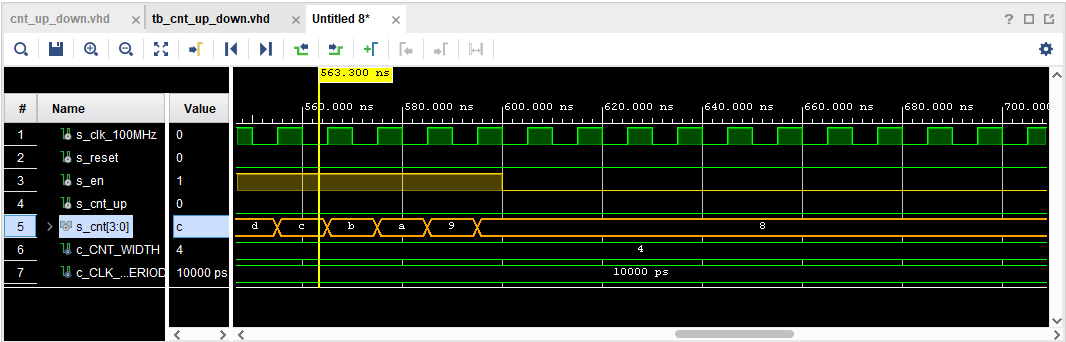 cnt_up_down.vhd × tb_cnt_up_down.vhd × Untitled 8* ×
563.300 ns
# Name Value
560.000 ns 580.000 ns 600.000 ns 620.000 ns 640.000 ns 660.000 ns 680.000 ns 700.000
1 s_clk_100MHz 0
2 s_reset 0
3 s_en 1
4 s_cnt_up 0
5 s_cnt[3:0] c d c b a 9 8
6 c_CNT_WIDTH 4 4
7 c_CLK_...ERIOD 10000 ps 10000 ps